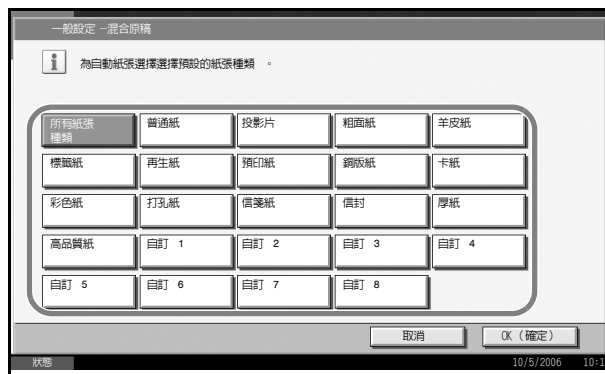 一般設定 –混合原稿
為自動紙張選擇選擇預設的紙張種類 。
所有紙張
種類
普通紙
投影片
粗面紙
羊皮紙
標籤紙
再生紙
預印紙
銅版紙
卡紙
彩色紙
打孔紙
信箋紙
信封
厚紙
高品質紙
自訂 1
自訂 2
自訂 3
自訂 4
自訂 5
自訂 6
自訂 7
自訂 8
取消
OK（確定）
狀態
10/5/2006 10:1